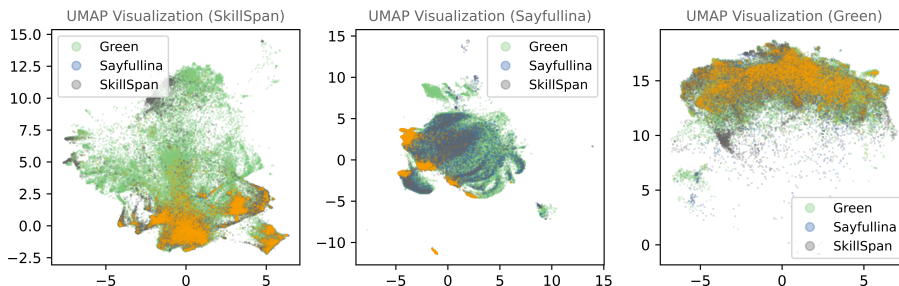 UMAP Visualization (SkillSpan)
15.0
12.5
10.0
7.5
5.0
2.5
0.0
−2.5
−5
0
5
Green
Sayfullina
SkillSpan
UMAP Visualization (Sayfullina)
15
10
5
0
−5
−10
−5
0
5
10
15
Green
Sayfullina
SkillSpan
UMAP Visualization (Green)
15
10
5
0
−5
0
5
Green
Sayfullina
SkillSpan